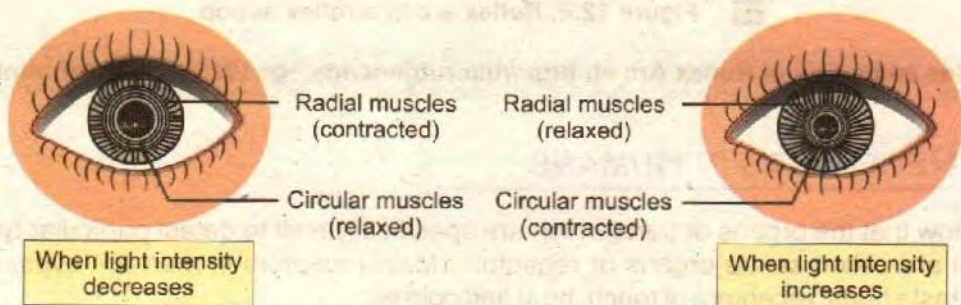 Radial muscles
(contracted)
Circular muscles
(relaxed)
When light intensity
decreases
Radial muscles
(relaxed)
Circular muscles
(contracted)
When light intensity
increases